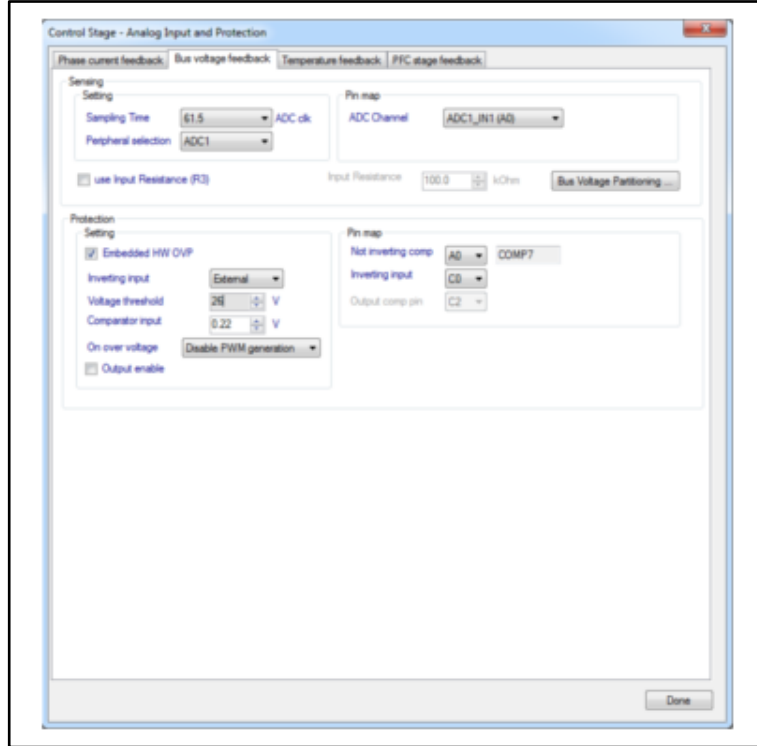 Control Stage - Analog Input and Protection
Phase current feedback Bus voltage feedback Temperature feedback PFC stage feedback
Sensing
Setting
Sampling Time 61.5 ADC clk
Peripheral selection ADC1
Pin map
ADC Channel ADC1_IN1 (A0)
use Input Resistance (R3) Input Resistance 100.0 kOhm Bus Voltage Partitioning ...
Protection
Setting
Embedded HW OVP
Inverting input External
Voltage threshold 26 V
Comparator input 0.22 V
On over voltage Disable PWM generation
Output enable
Pin map
Not inverting comp A0 COMP7
Inverting input C0
Output comp pin C2
Done